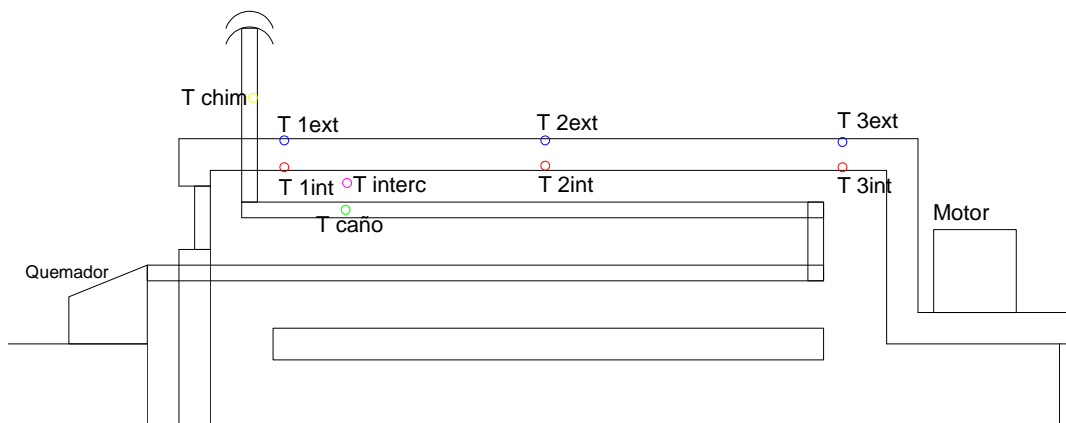 T chim
T 1ext
T 2ext
T 3ext
T 1int
T interc
T 2int
T 3int
T caño
Motor
Quemador